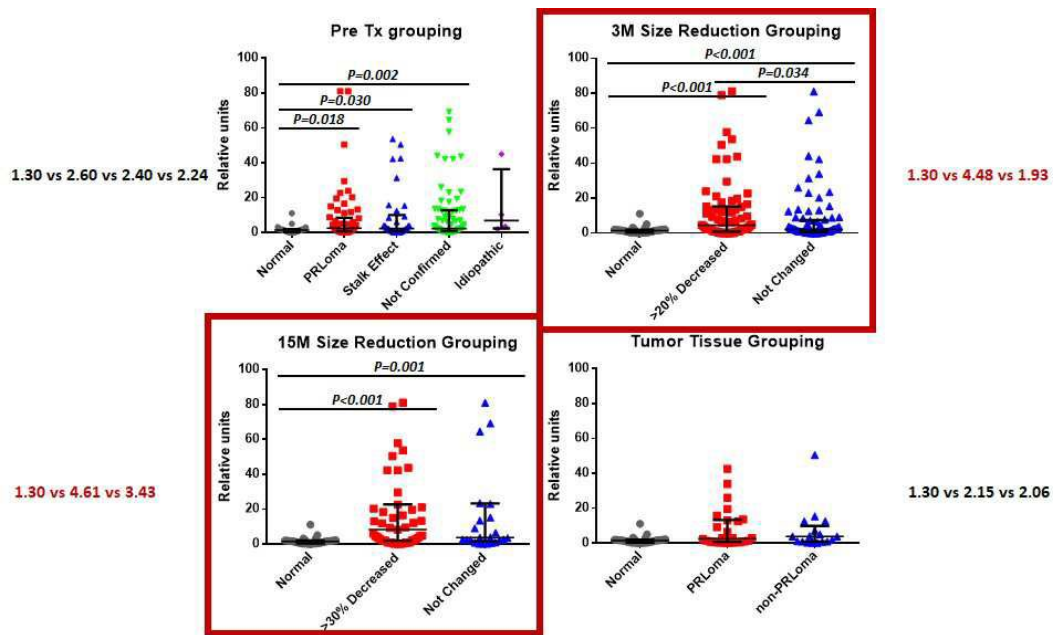 Pre Tx grouping
P=0.002
P=0.030
P=0.018
Relative units
100
80
60
40
20
0
Normal
PRLoma
Stalk Effect
Not Confirmed
Idiopathic
1.30 vs 2.60 vs 2.40 vs 2.24
3M Size Reduction Grouping
P<0.001
P=0.034
P<0.001
Relative units
100
80
60
40
20
0
Normal
>20% Decreased
Not Changed
1.30 vs 4.48 vs 1.93
15M Size Reduction Grouping
P=0.001
P<0.001
Relative units
100
80
60
40
20
0
Normal
>30% Decreased
Not Changed
1.30 vs 4.61 vs 3.43
Tumor Tissue Grouping
Relative units
100
80
60
40
20
0
Normal
PRLoma
non-PRLoma
1.30 vs 2.15 vs 2.06